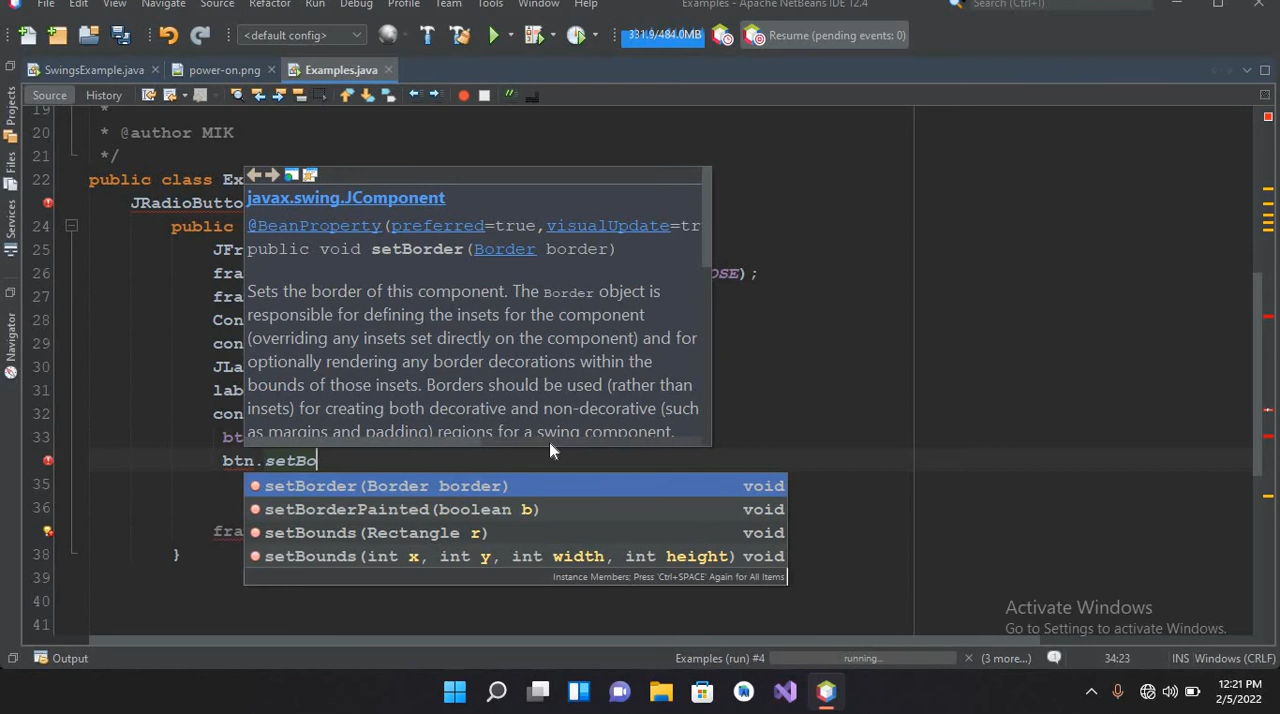 File Edit View Navigate Source Refactor Run Debug Profile Team Tools Window Help Examples - Apache NetBeans IDE 12.4 Search (Ctrl+I)
<default config> 331.9/484.0MB Resume (pending events: 0)
SwingsExample.java power-on.png Examples.java
Source History
Projects
Files
Services
Navigator
19 *
20 * @author MIK
21 */
22 public class Ex
JRadioButto
24 public
25 JFr
26 fra OSE);
27 fra
28 Con
29 con
30 JLa
31 lab
32 con
33 bt
btn.setBo
35
36
fra
38 }
39
40
41
javax.swing.JComponent
@BeanProperty(preferred=true,visualUpdate=tr
public void setBorder(Border border)
Sets the border of this component. The Border object is
responsible for defining the insets for the component
(overriding any insets set directly on the component) and for
optionally rendering any border decorations within the
bounds of those insets. Borders should be used (rather than
insets) for creating both decorative and non-decorative (such
as margins and padding) regions for a swing component.
setBorder(Border border) void
setBorderPainted(boolean b) void
setBounds(Rectangle r) void
setBounds(int x, int y, int width, int height) void
Instance Members; Press 'Ctrl+SPACE' Again for All Items
Activate Windows
Go to Settings to activate Windows.
Output Examples (run) #4 running... (3 more...) 1 34:23 INS Windows (CRLF)
12:21 PM
2/5/2022